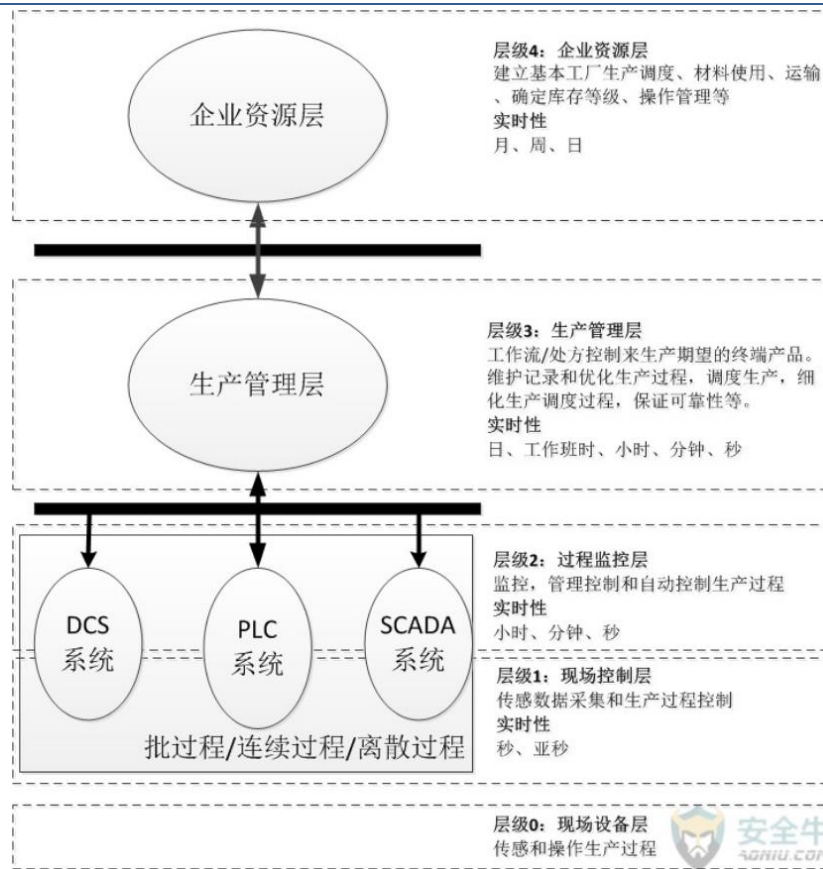 企业资源层
层级4：企业资源层
建立基本工厂生产调度、材料使用、运输
、确定库存等级、操作管理等
实时性
月、周、日
生产管理层
层级3：生产管理层
工作流/处方控制来生产期望的终端产品。
维护记录和优化生产过程，调度生产，细
化生产调度过程，保证可靠性等。
实时性
日、工作班时、小时、分钟、秒
层级2：过程监控层
监控，管理控制和自动控制生产过程
实时性
小时、分钟、秒
DCS
系统
PLC
系统
SCADA
系统
层级1：现场控制层
传感数据采集和生产过程控制
实时性
秒、亚秒
批过程/连续过程/离散过程
层级0：现场设备层
传感和操作生产过程
安全牛